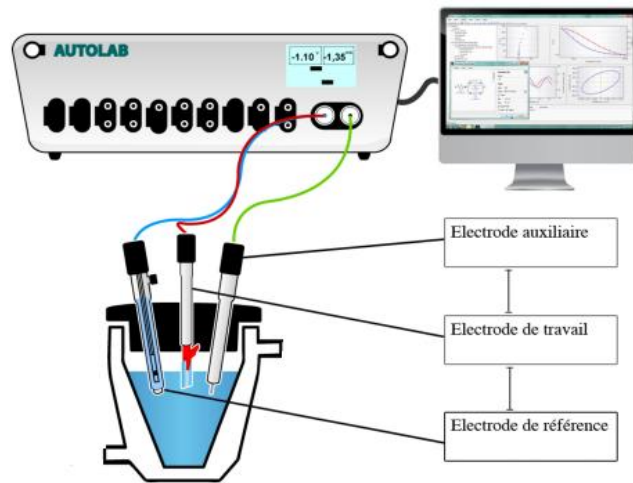 AUTOLAB
-1.10 V -1,35
Electrode auxiliaire
Electrode de travail
Electrode de référence